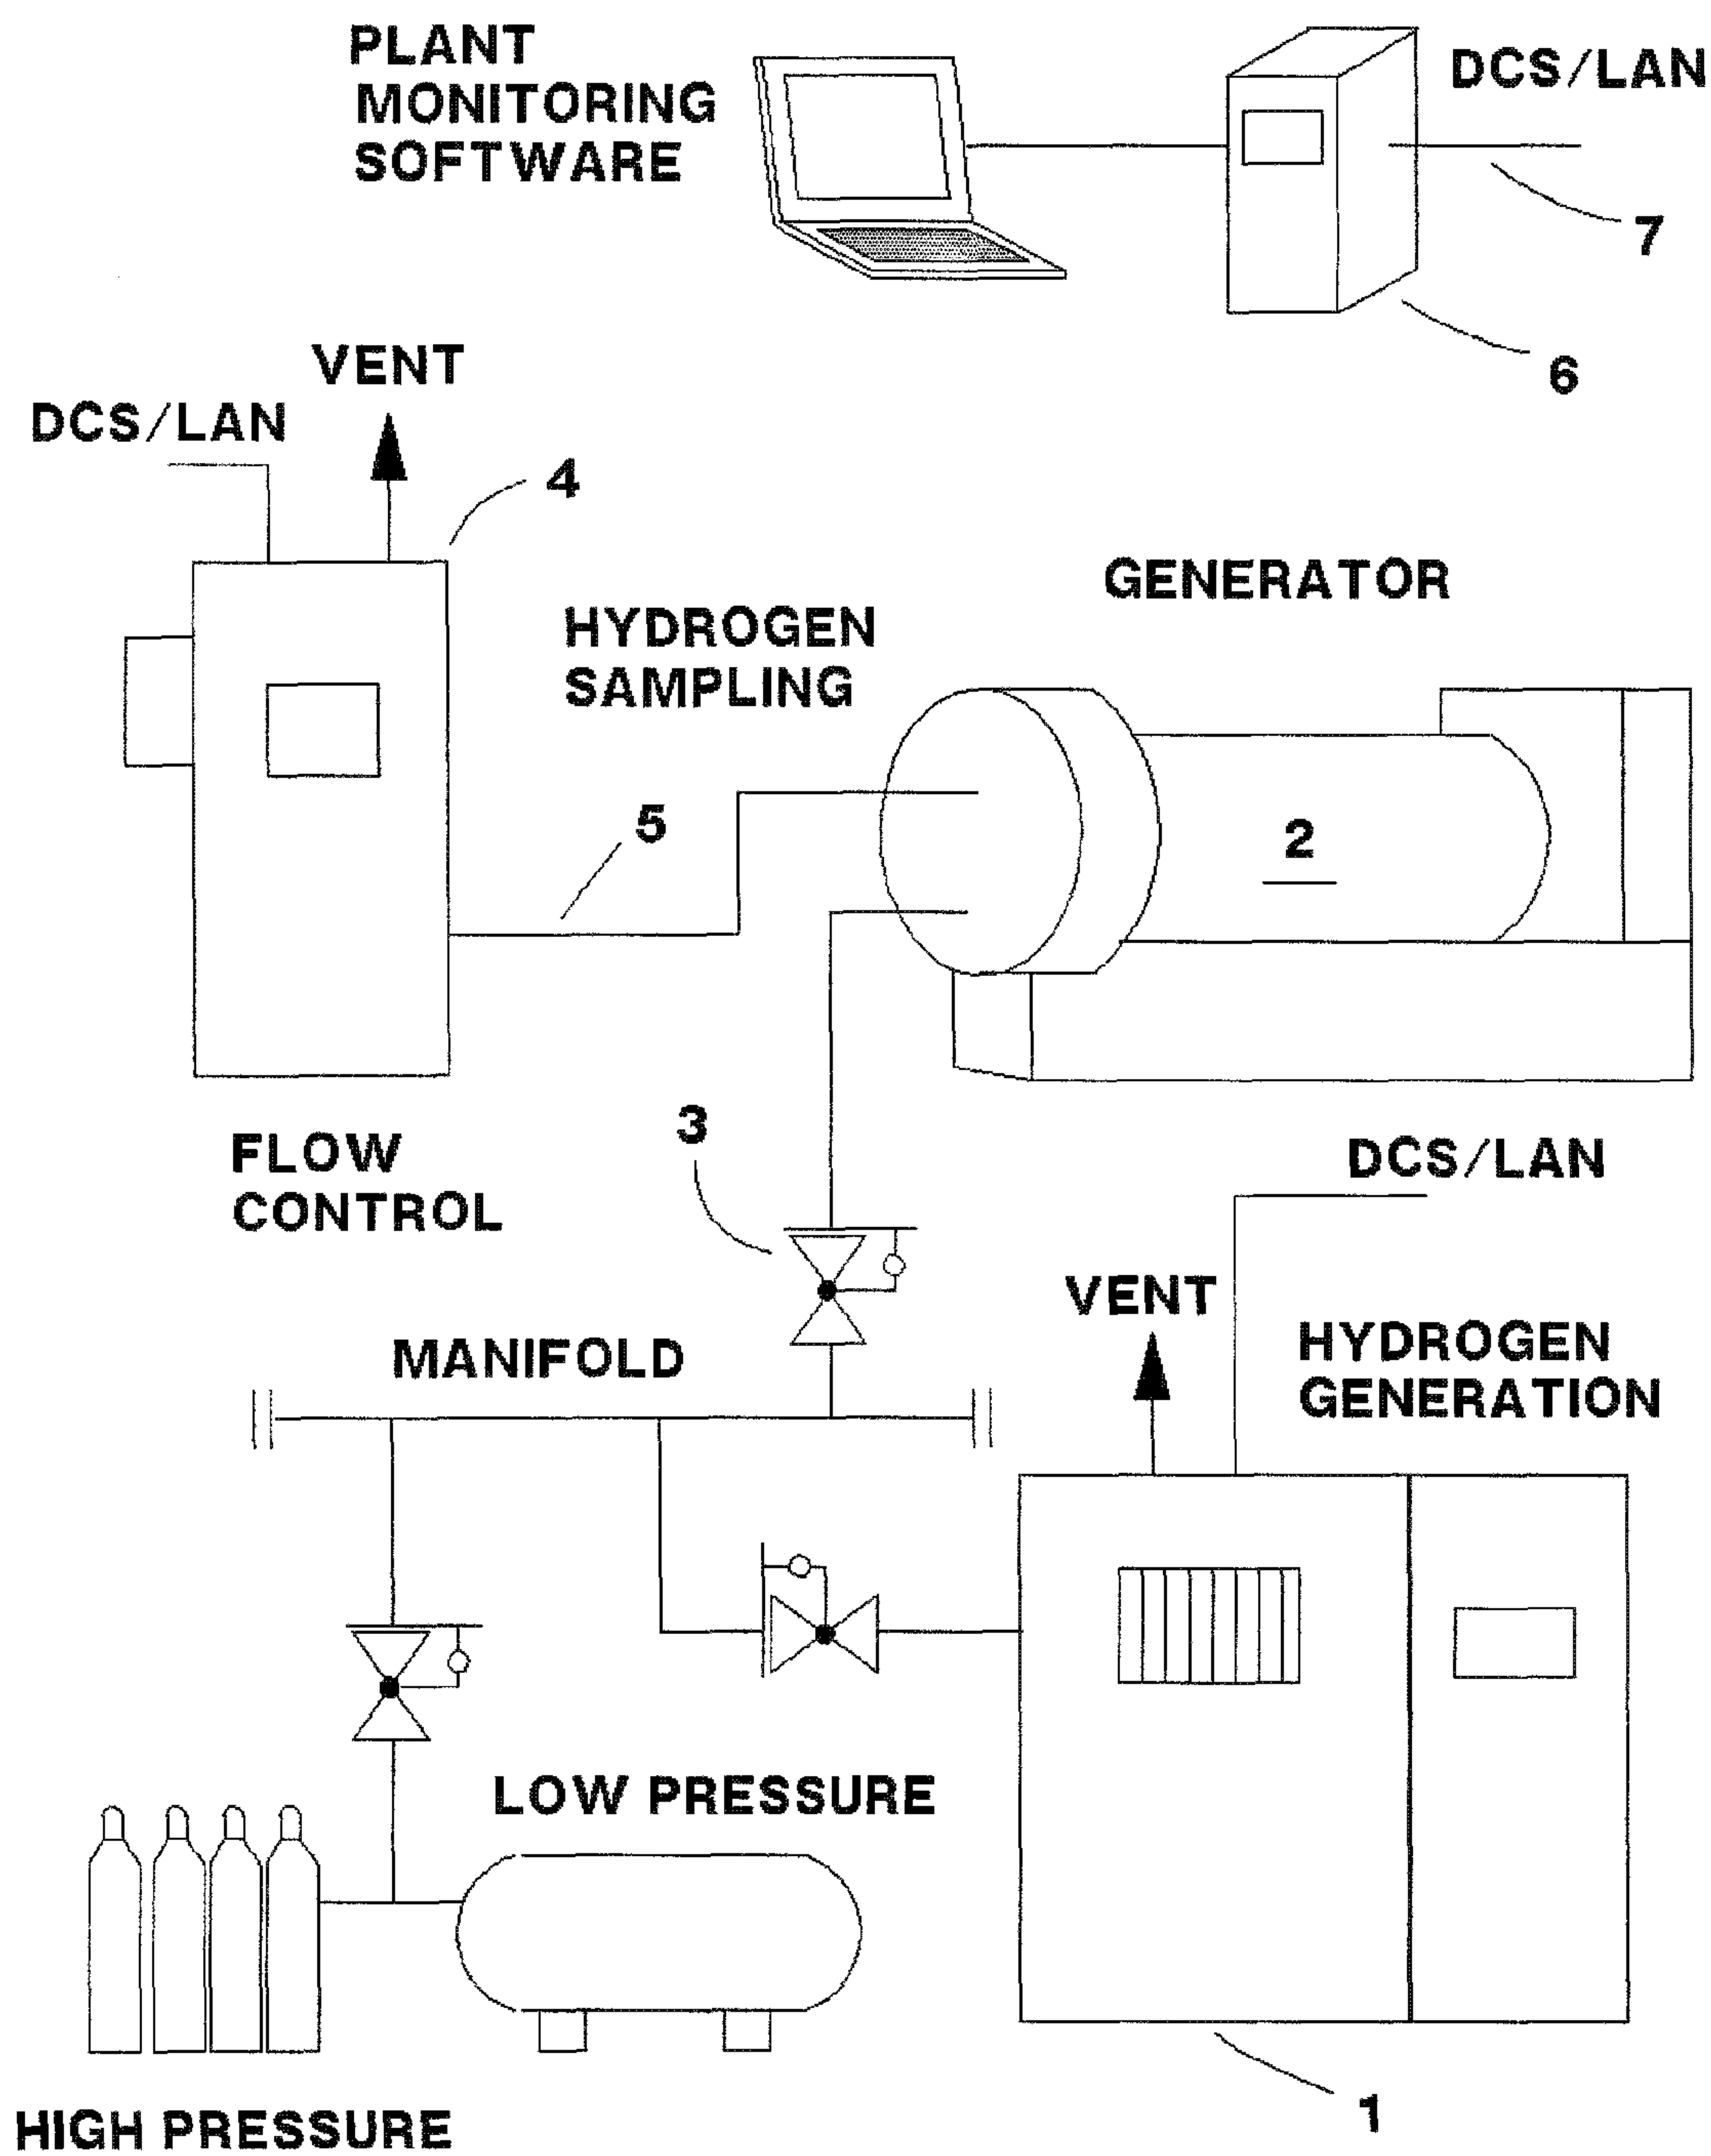 PLANT
MONITORING
SOFTWARE
DCS/LAN
7
6
VENT
DCS/LAN
4
GENERATOR
HYDROGEN
SAMPLING
5
2
3
FLOW
CONTROL
DCS/LAN
VENT
HYDROGEN
GENERATION
MANIFOLD
LOW PRESSURE
1
HIGH PRESSURE